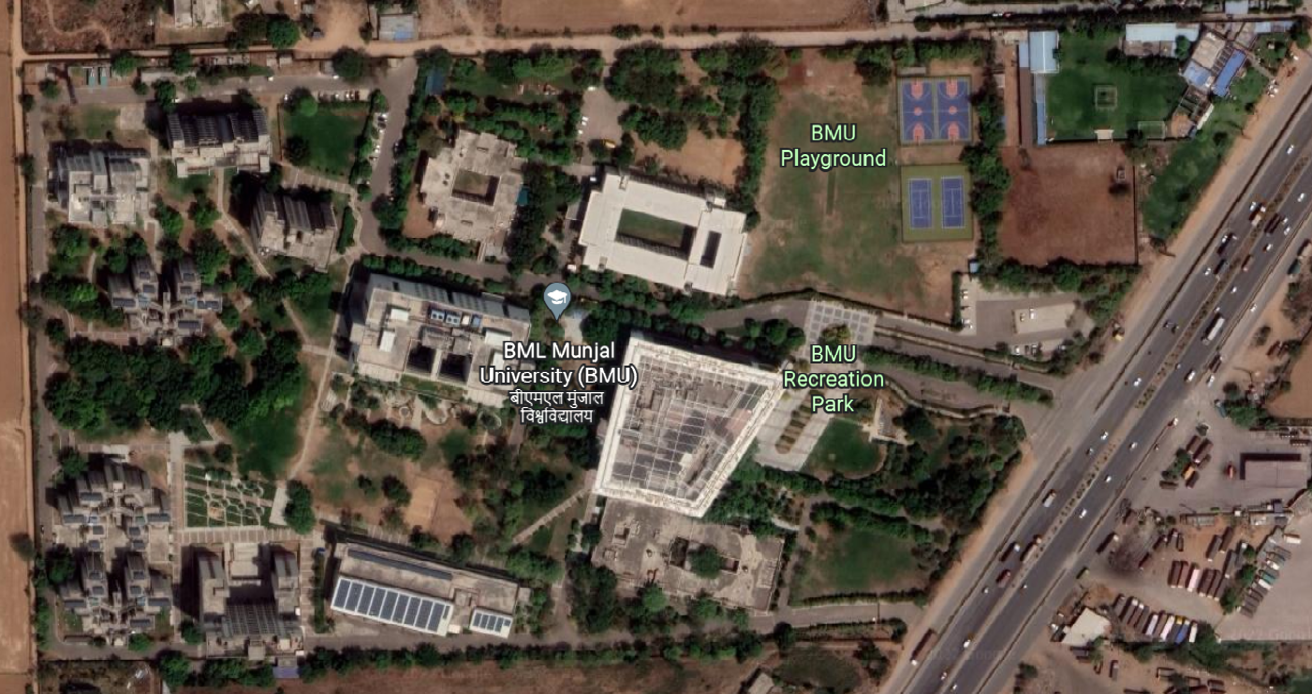 BMU
Playground
BML Munjal
University (BMU)
बीएमएल मुंजाल
विश्वविद्यालय
BMU
Recreation
Park